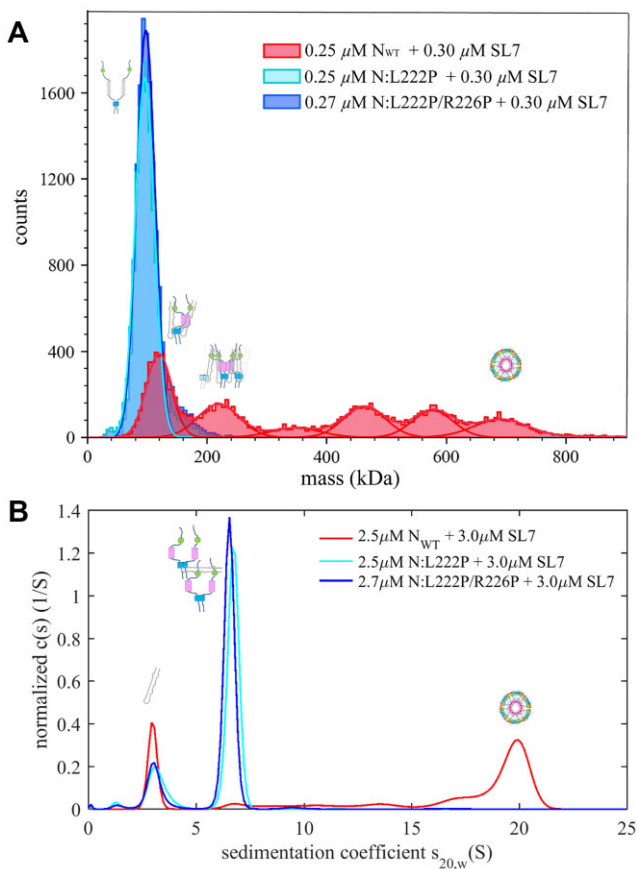 A
0.25 μM NWT + 0.30 μM SL7
0.25 μM N:L222P + 0.30 μM SL7
0.27 μM N:L222P/R226P + 0.30 μM SL7
1600
1200
800
400
0
counts
0 200 400 600 800
mass (kDa)
B
2.5μM NWT + 3.0μM SL7
2.5μM N:L222P + 3.0μM SL7
2.7μM N:L222P/R226P + 3.0μM SL7
1.4
1.2
1
0.8
0.6
0.4
0.2
0
normalized c(s) (1/S)
0 5 10 15 20 25
sedimentation coefficient s20,w(S)